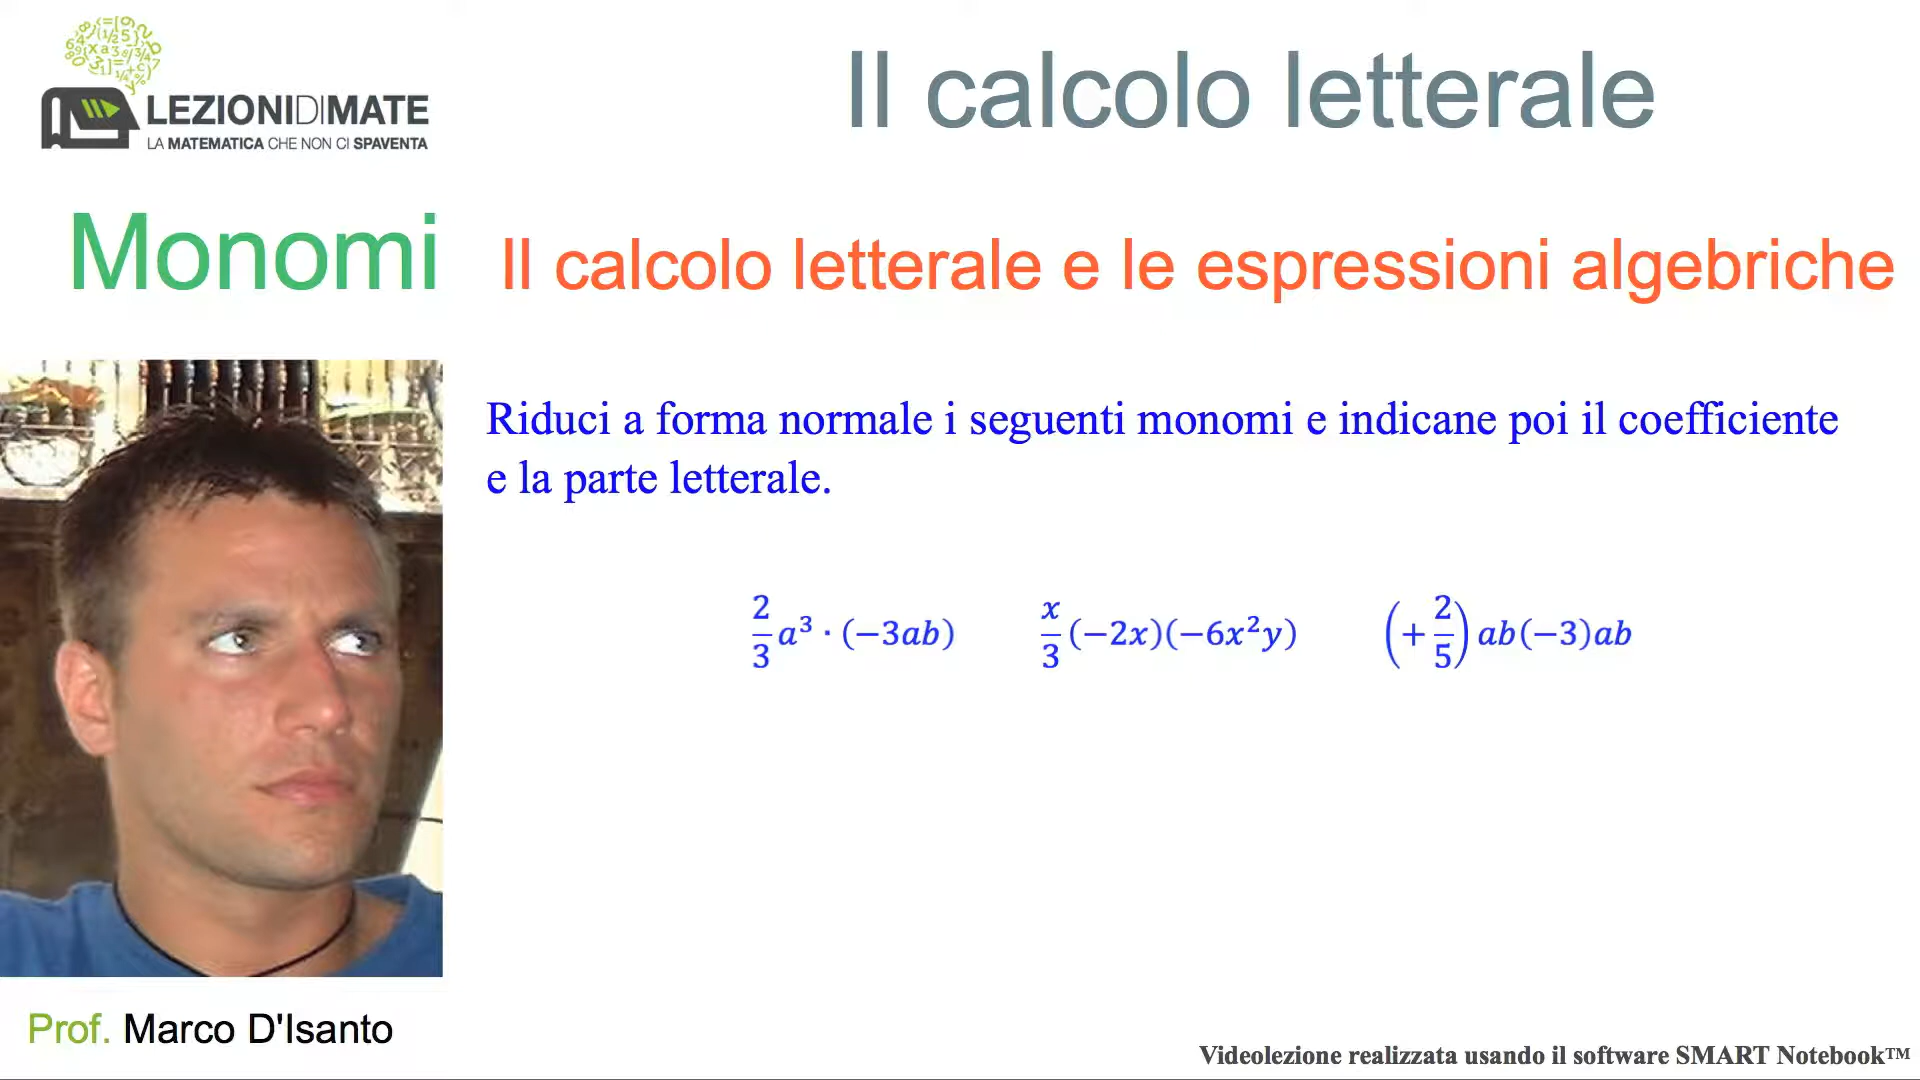 LEZIONIDIMATE
LA MATEMATICA CHE NON CI SPAVENTA
Il calcolo letterale
Monomi
Il calcolo letterale e le espressioni algebriche
Riduci a forma normale i seguenti monomi e indicane poi il coefficiente
e la parte letterale.
2/3 a³ · (−3ab)    x/3 (−2x)(−6x²y)    (+2/5) ab(−3)ab
Prof. Marco D'Isanto
Videolezione realizzata usando il software SMART Notebook™